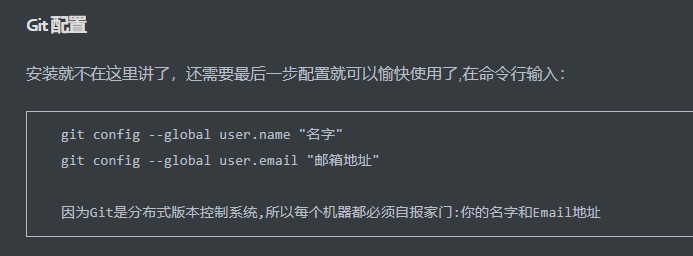 Git配置
安装就不在这里讲了，还需要最后一步配置就可以愉快使用了,在命令行输入：
git config --global user.name "名字"
git config --global user.email "邮箱地址"
因为Git是分布式版本控制系统,所以每个机器都必须自报家门:你的名字和Email地址